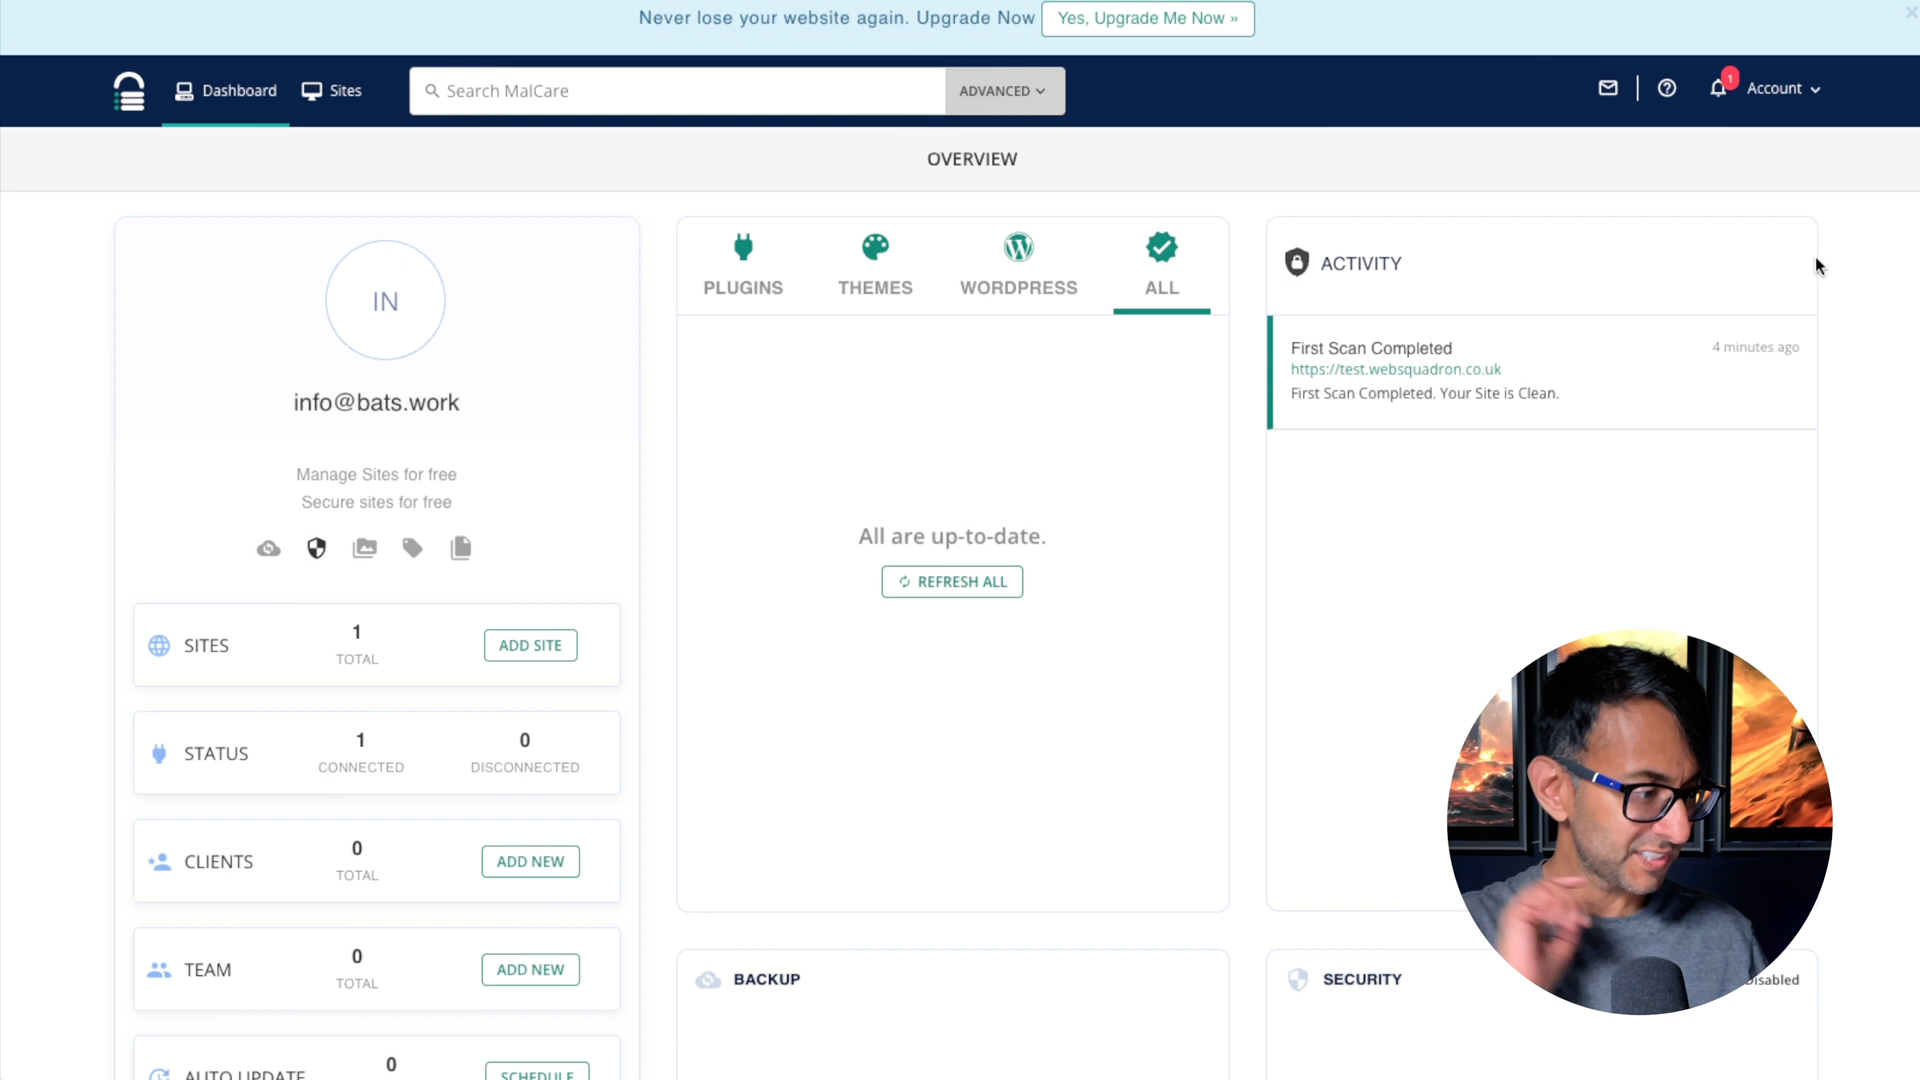 Never lose your website again. Upgrade Now
Yes, Upgrade Me Now »
Dashboard
Sites
Search MalCare
ADVANCED
1
Account
OVERVIEW
IN
info@bats.work
Manage Sites for free
Secure sites for free
SITES
1
TOTAL
ADD SITE
STATUS
1
CONNECTED
0
DISCONNECTED
CLIENTS
0
TOTAL
ADD NEW
TEAM
0
TOTAL
ADD NEW
AUTO UPDATE
0
SCHEDULE
PLUGINS
THEMES
WORDPRESS
ALL
All are up-to-date.
REFRESH ALL
BACKUP
ACTIVITY
First Scan Completed
4 minutes ago
https://test.websquadron.co.uk
First Scan Completed. Your Site is Clean.
SECURITY
Disabled